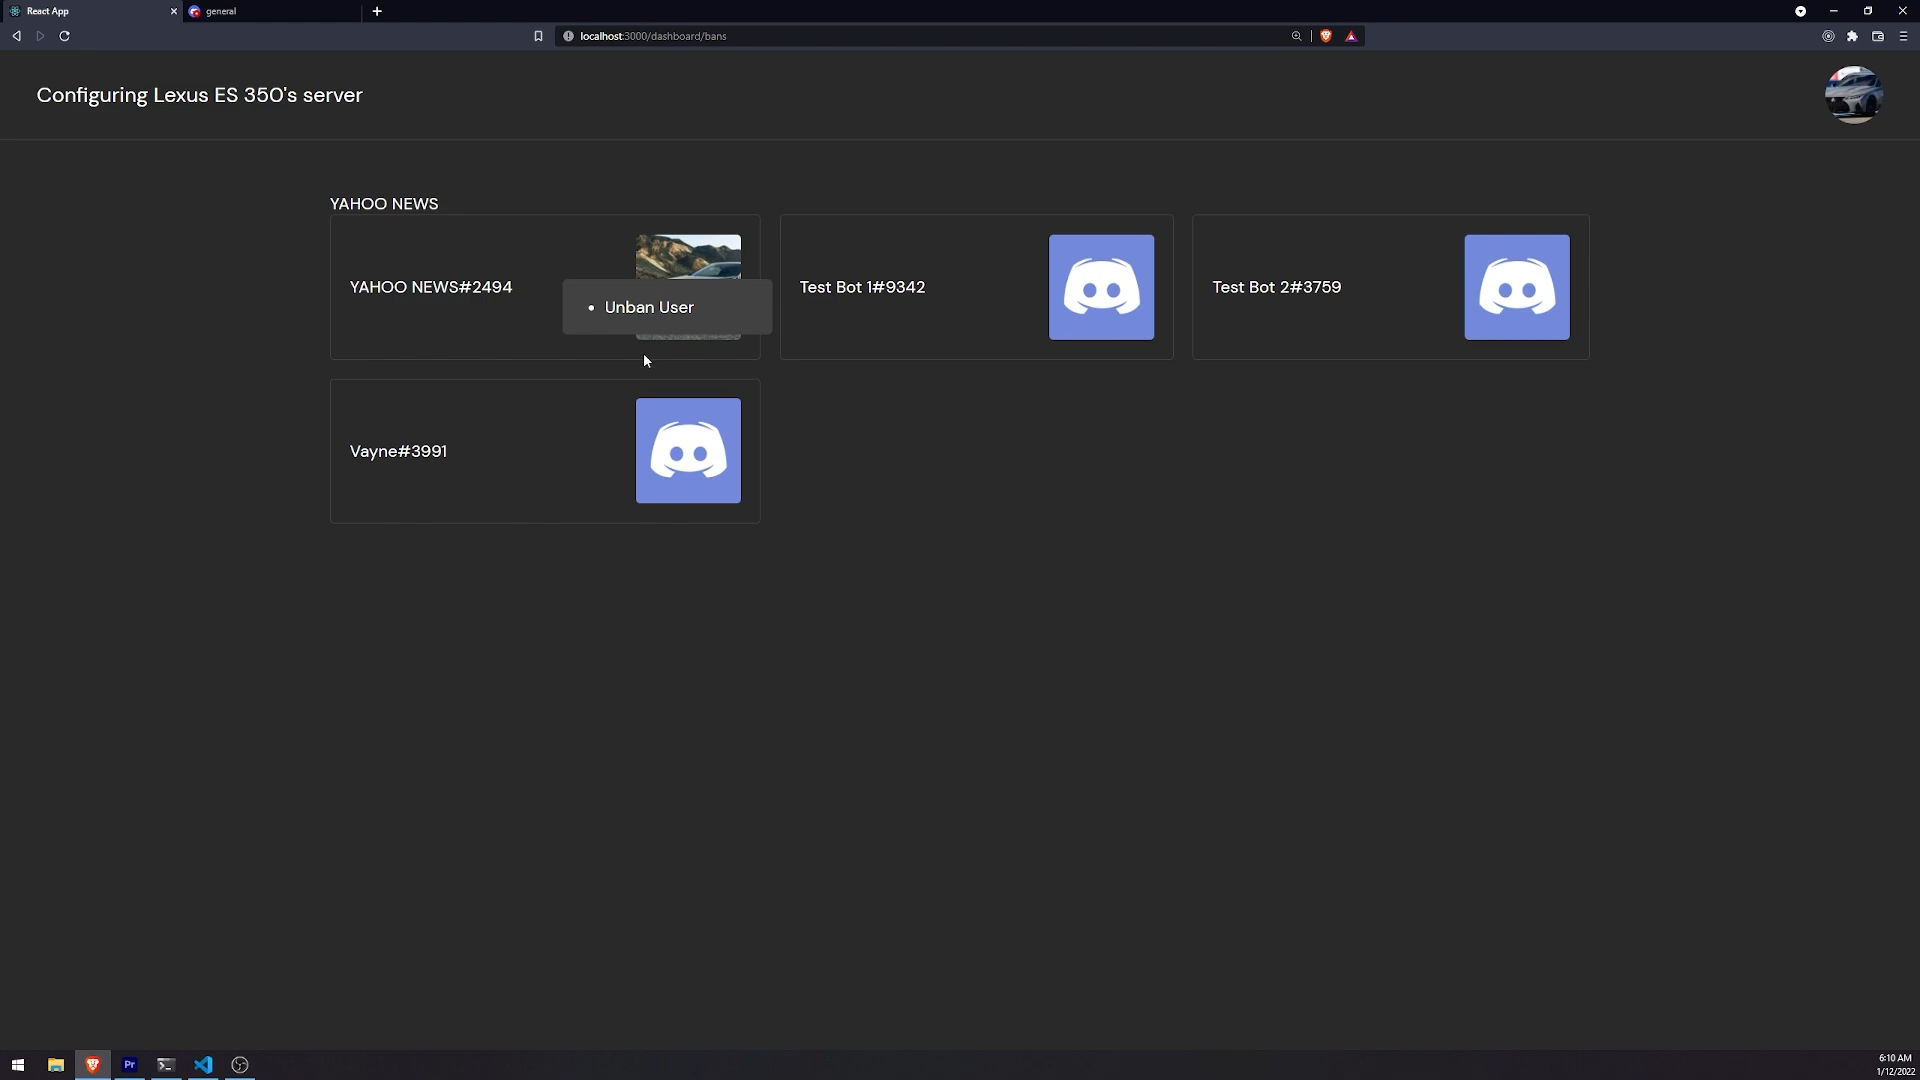 React App
general
localhost:3000/dashboard/bans
Configuring Lexus ES 350's server
YAHOO NEWS
YAHOO NEWS#2494
Unban User
Test Bot 1#9342
Test Bot 2#3759
Vayne#3991
Pr
6:10 AM
1/12/2022